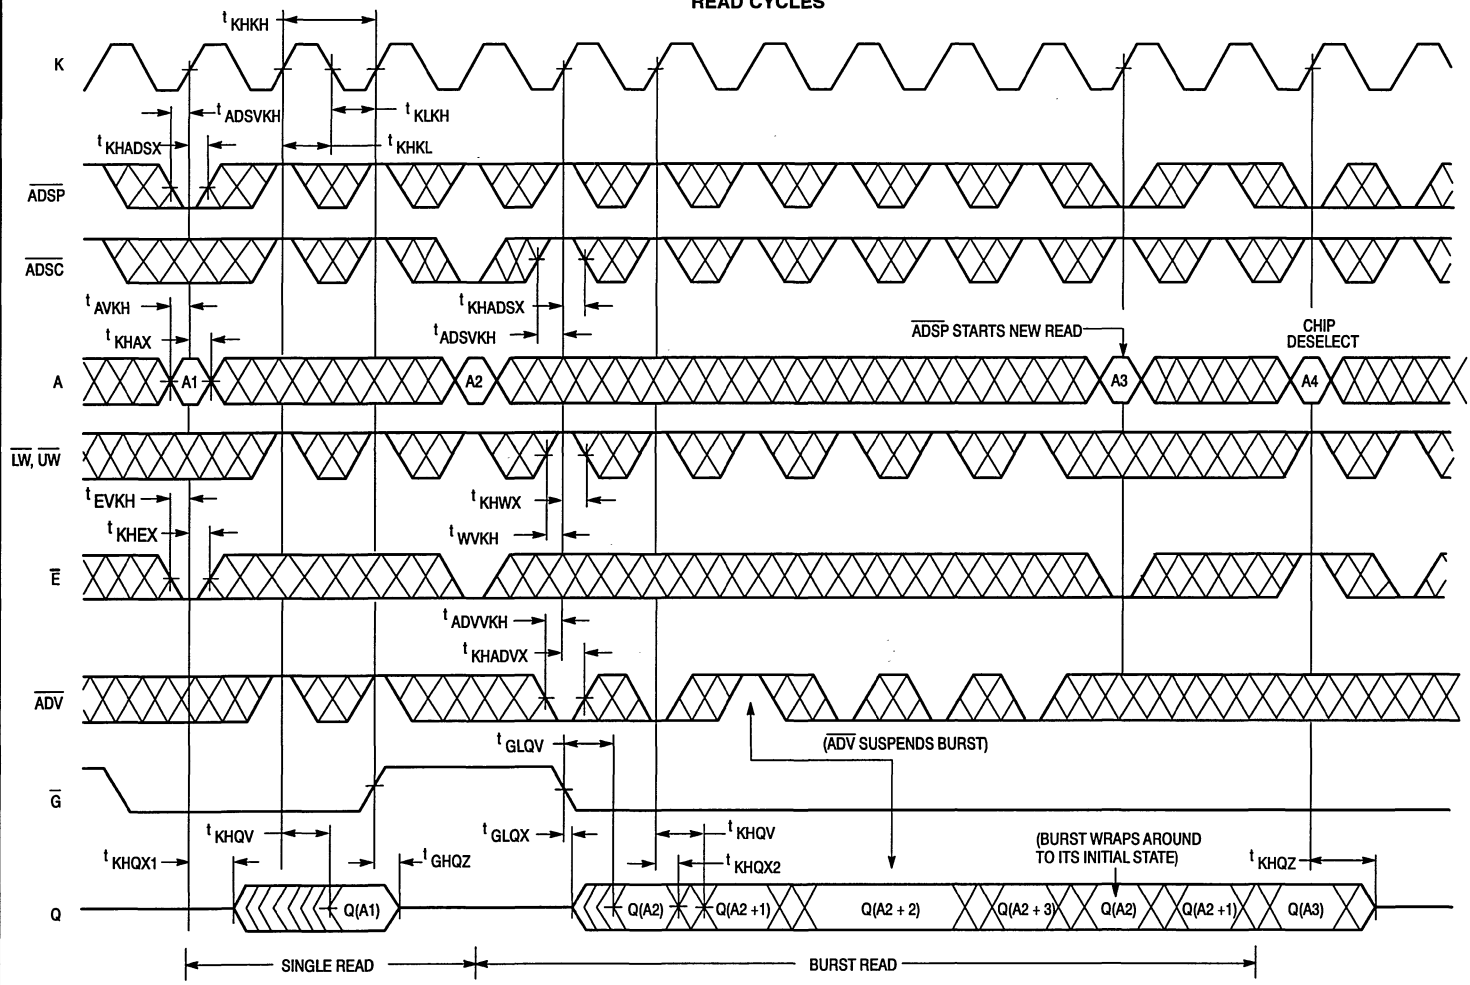 READ CYCLES
t KHKH
K
t ADSVKH
t KLKH
t KHADSX
t KHKL
ADSP
ADSC
t AVKH
t KHADSX
t KHAX
t ADSVKH
ADSP STARTS NEW READ
CHIP
DESELECT
A
A1
A2
A3
A4
LW, UW
t EVKH
t KHWX
t KHEX
t WVKH
E
t ADVVKH
t KHADVX
ADV
t GLQV
(ADV SUSPENDS BURST)
G
t KHQV
t GLQX
t KHQV
(BURST WRAPS AROUND
TO ITS INITIAL STATE)
t KHQX1
t GHQZ
t KHQX2
t KHQZ
Q
Q(A1)
Q(A2)
Q(A2 +1)
Q(A2 + 2)
Q(A2 + 3)
Q(A2)
Q(A2 +1)
Q(A3)
SINGLE READ
BURST READ